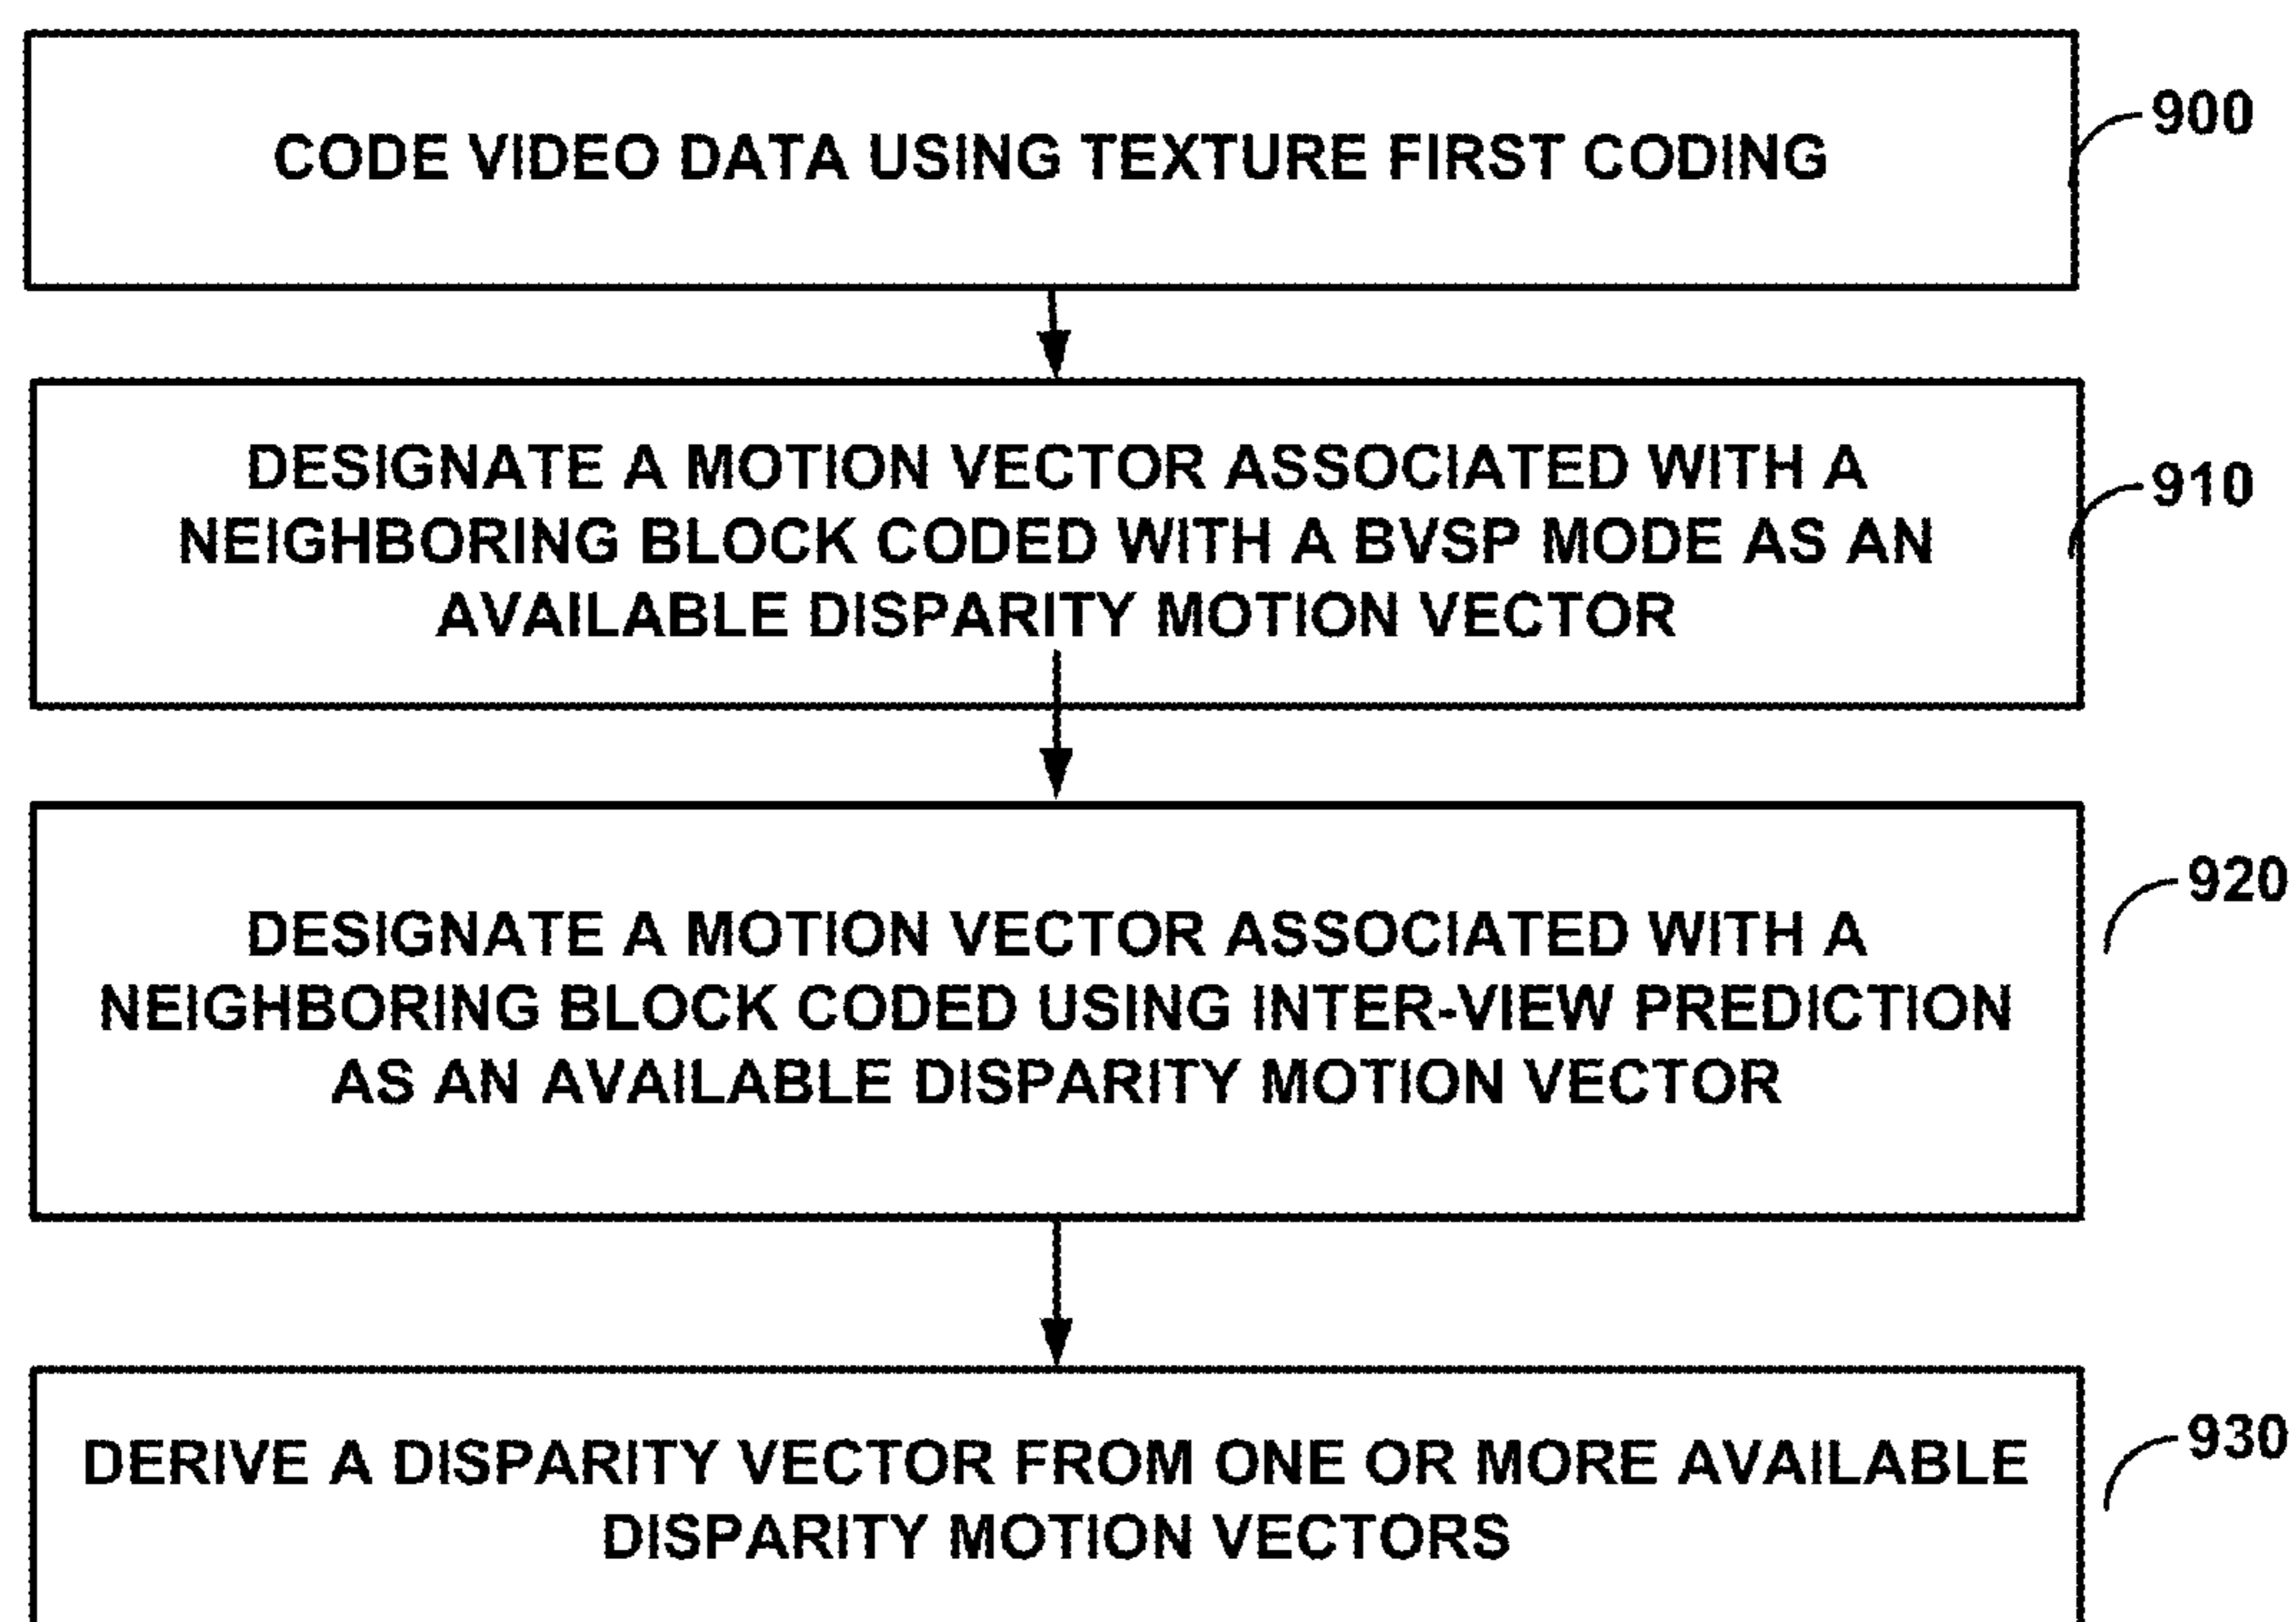 CODE VIDEO DATA USING TEXTURE FIRST CODING
900
DESIGNATE A MOTION VECTOR ASSOCIATED WITH A
NEIGHBORING BLOCK CODED WITH A BVSP MODE AS AN
AVAILABLE DISPARITY MOTION VECTOR
910
DESIGNATE A MOTION VECTOR ASSOCIATED WITH A
NEIGHBORING BLOCK CODED USING INTER-VIEW PREDICTION
AS AN AVAILABLE DISPARITY MOTION VECTOR
920
DERIVE A DISPARITY VECTOR FROM ONE OR MORE AVAILABLE
DISPARITY MOTION VECTORS
930